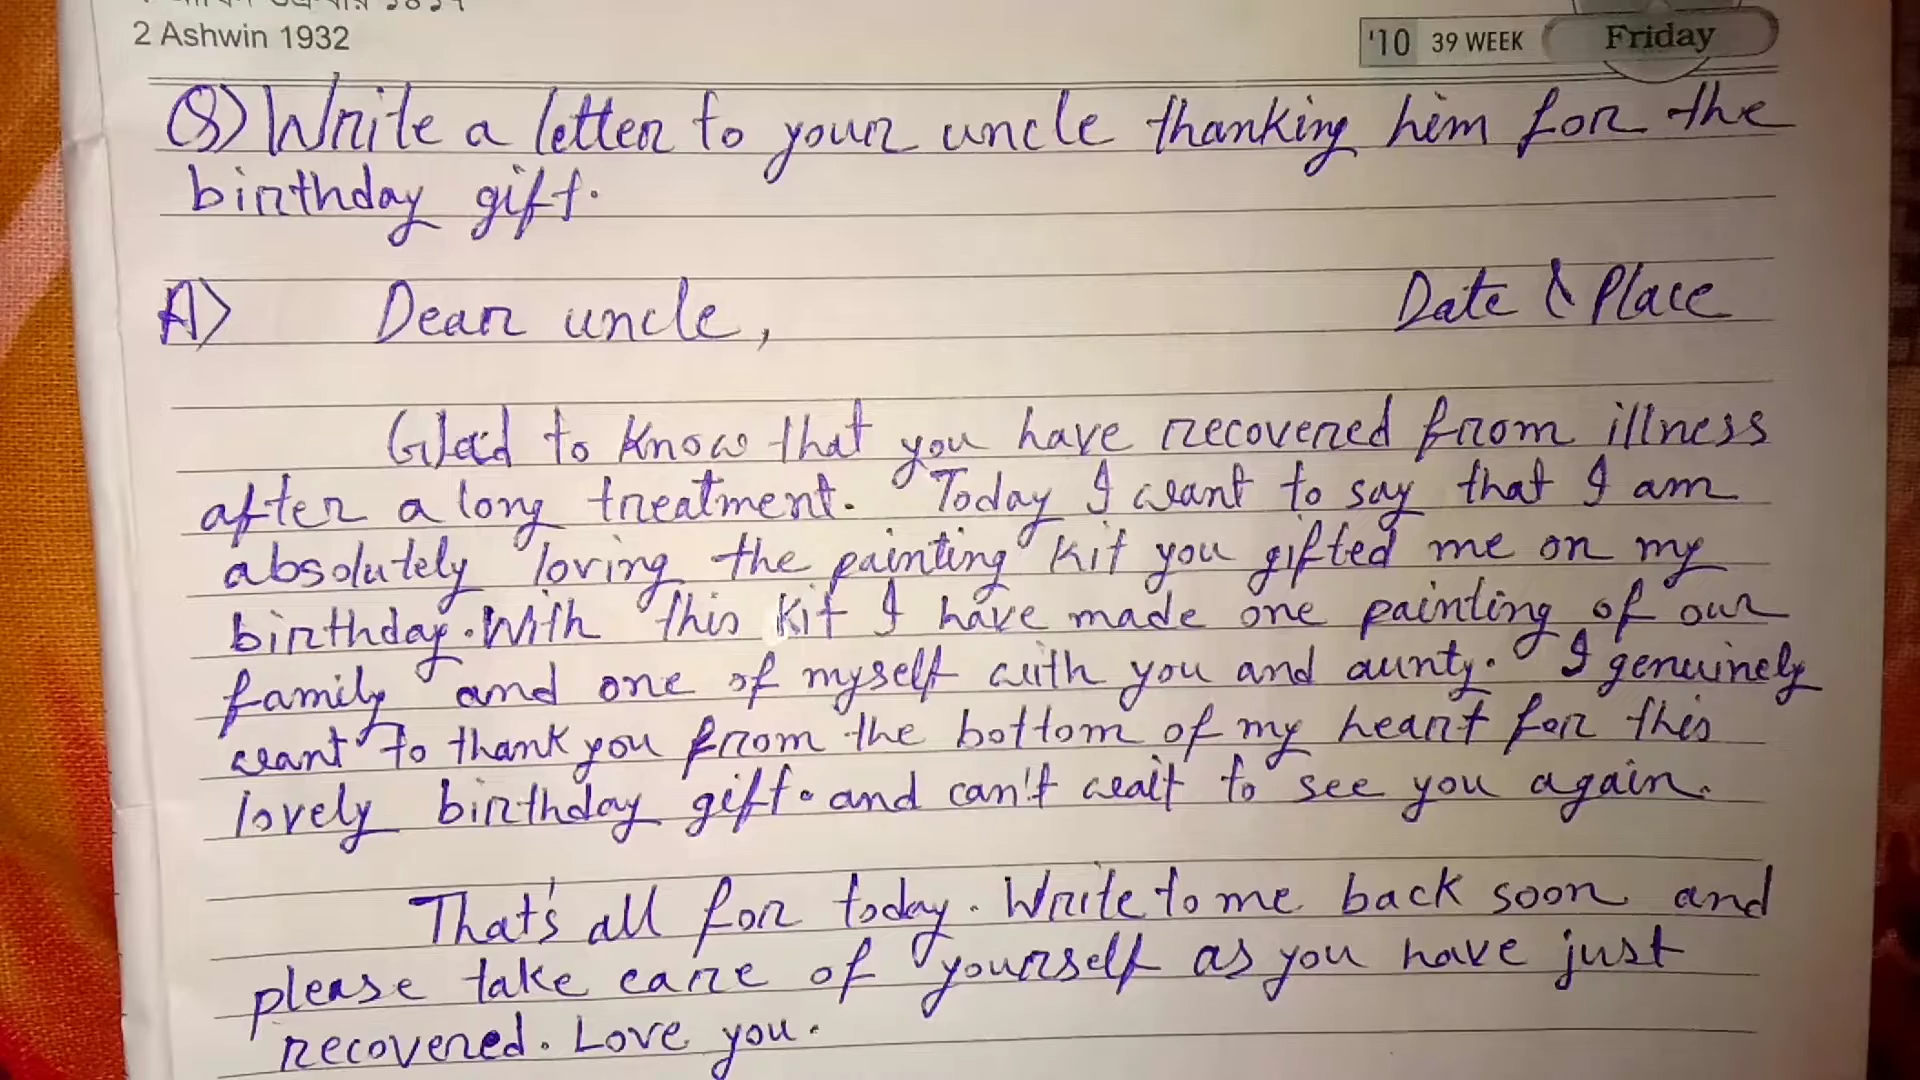 2 Ashwin 1932
'10 39 WEEK Friday
Q) Write a letter to your uncle thanking him for the
birthday gift.
A) Dear uncle, Date & Place
Glad to know that you have recovered from illness
after a long treatment. Today I want to say that I am
absolutely loving the painting kit you gifted me on my
birthday. With this kit I have made one painting of our
family and one of myself with you and aunty. I genuinely
want to thank you from the bottom of my heart for this
lovely birthday gift. and can't wait to see you again.
That's all for today. Write to me back soon and
please take care of yourself as you have just
recovered. Love you.